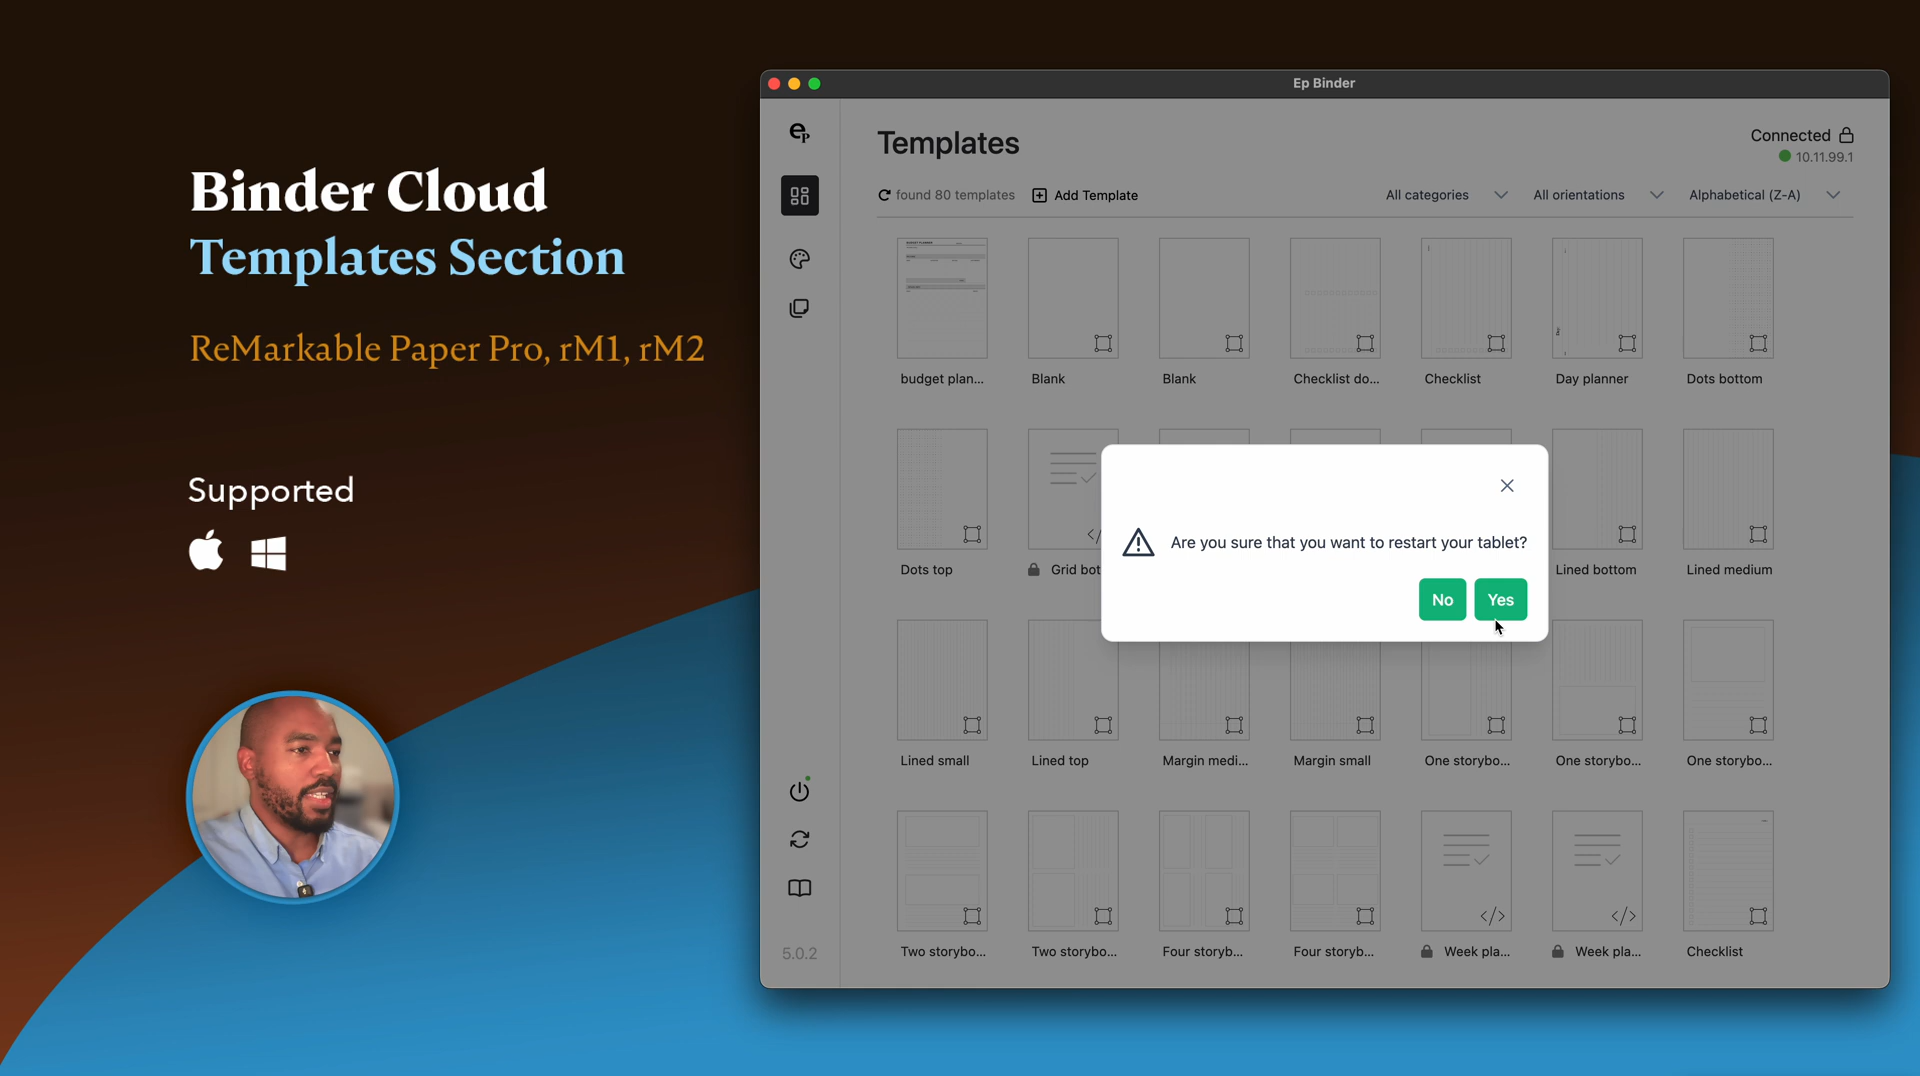 Binder Cloud
Templates Section
ReMarkable Paper Pro, rM1, rM2
Supported
Ep Binder
eP
Templates
Connected
10.11.99.1
found 80 templates
Add Template
All categories
All orientations
Alphabetical (Z-A)
budget plan...
Blank
Blank
Checklist do...
Checklist
Day planner
Dots bottom
Dots top
Grid bot
Lined bottom
Lined medium
Are you sure that you want to restart your tablet?
No
Yes
Lined small
Lined top
Margin medi...
Margin small
One storybo...
One storybo...
One storybo...
Two storybo...
Two storybo...
Four storyb...
Four storyb...
Week pla...
Week pla...
Checklist
5.0.2